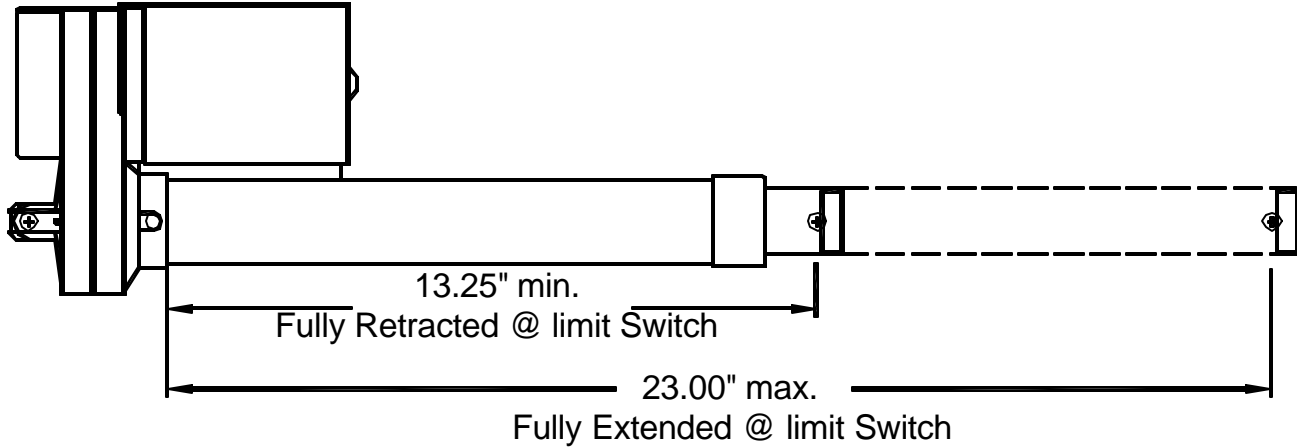 13.25" min.
Fully Retracted @ limit Switch
23.00" max.
Fully Extended @ limit Switch